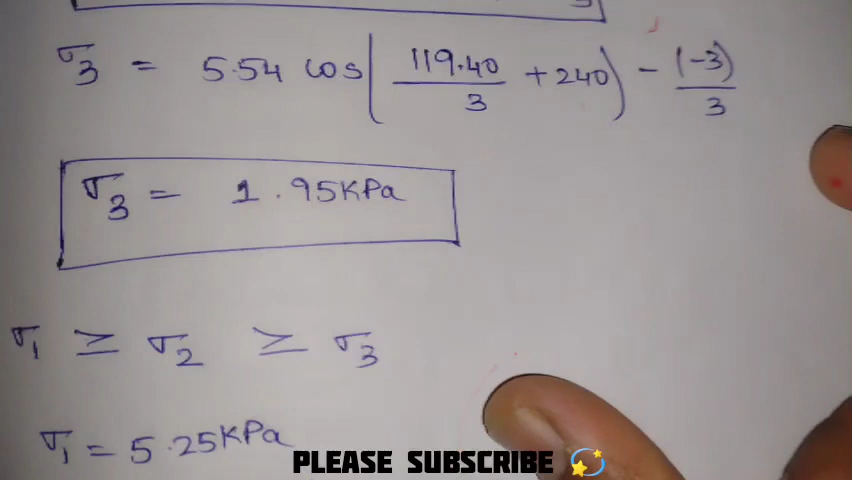 σ3 = 5.54 cos(119.40/3 + 240) - (-3)/3
σ3 = 1.95KPa
σ1 ≥ σ2 ≥ σ3
σ1 = 5.25KPa
PLEASE SUBSCRIBE